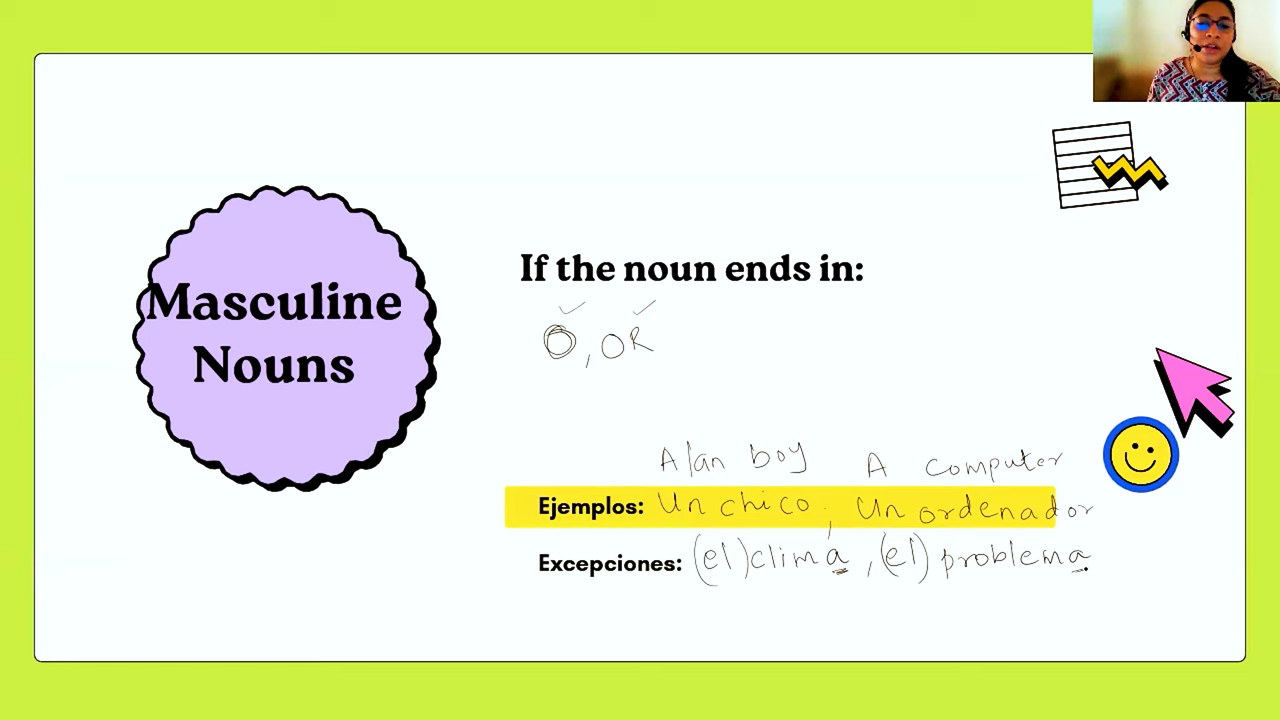 Masculine
Nouns
If the noun ends in:
O, OR
A/an boy A computer
Ejemplos: Un chico, Un ordenador
Excepciones: (el) clima, (el) problema